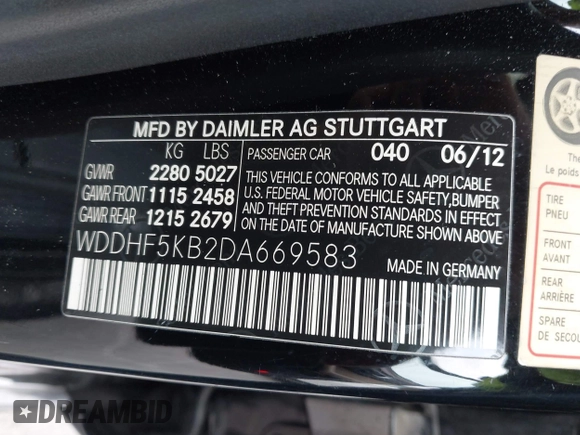 MFD BY DAIMLER AG STUTTGART
KG LBS PASSENGER CAR 040 06/12
GVWR 2280 5027
GAWR FRONT 1115 2458
GAWR REAR 1215 2679
THIS VEHICLE CONFORMS TO ALL APPLICABLE
U.S. FEDERAL MOTOR VEHICLE SAFETY, BUMPER
AND THEFT PREVENTION STANDARDS IN EFFECT
ON THE DATE OF MANUFACTURE SHOWN ABOVE
WDDHF5KB2DA669583
MADE IN GERMANY
The
Le poids
TIRE
PNEU
FRONT
AVANT
REAR
ARRIÈRE
SPARE
DE SECOU
DREAMBID